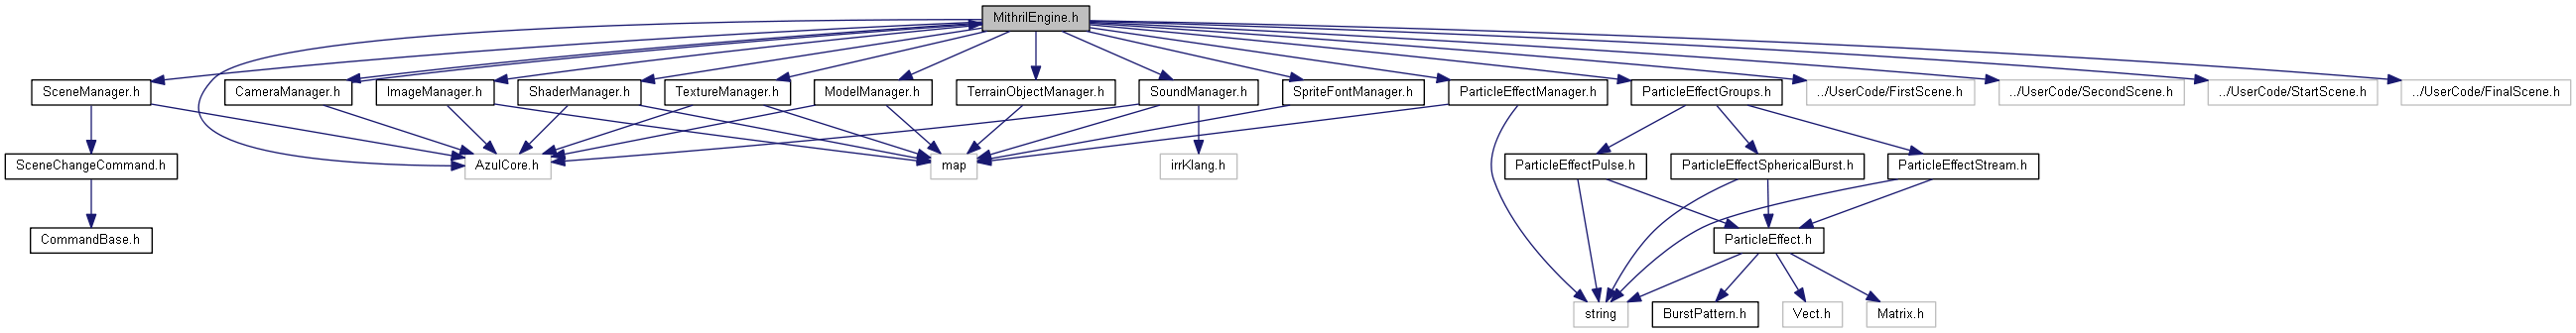 MithrilEngine.h
SceneManager.h
CameraManager.h
ImageManager.h
ShaderManager.h
TextureManager.h
ModelManager.h
TerrainObjectManager.h
SoundManager.h
SpriteFontManager.h
ParticleEffectManager.h
ParticleEffectGroups.h
../UserCode/FirstScene.h
../UserCode/SecondScene.h
../UserCode/StartScene.h
../UserCode/FinalScene.h
SceneChangeCommand.h
AzulCore.h
map
irrKlang.h
ParticleEffectPulse.h
ParticleEffectSphericalBurst.h
ParticleEffectStream.h
CommandBase.h
ParticleEffect.h
string
BurstPattern.h
Vect.h
Matrix.h